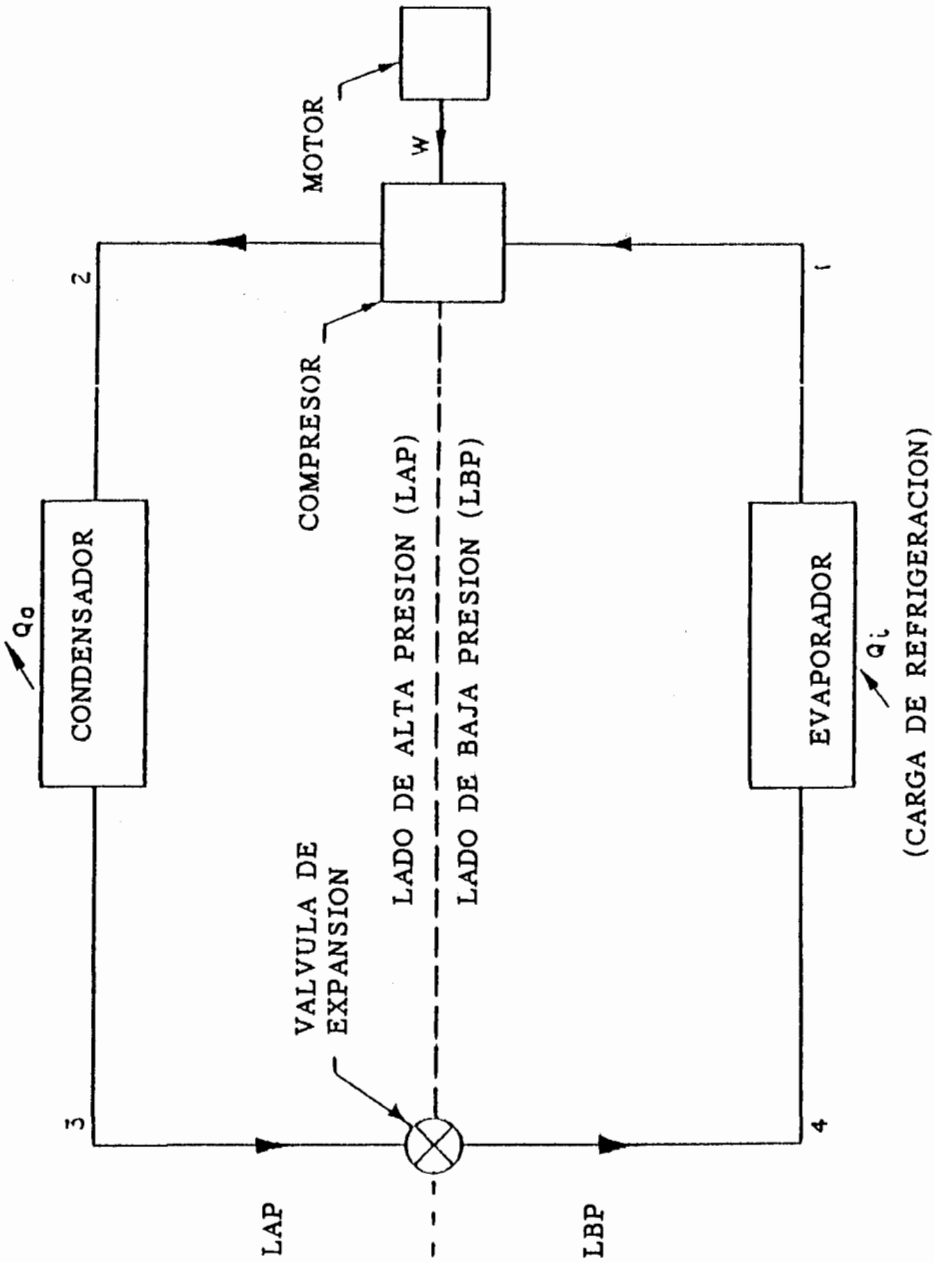 Qo
CONDENSADOR
3
2
LAP
VALVULA DE
EXPANSION
COMPRESOR
MOTOR
W
LADO DE ALTA PRESION (LAP)
LADO DE BAJA PRESION (LBP)
LBP
4
1
EVAPORADOR
Qi
(CARGA DE REFRIGERACION)